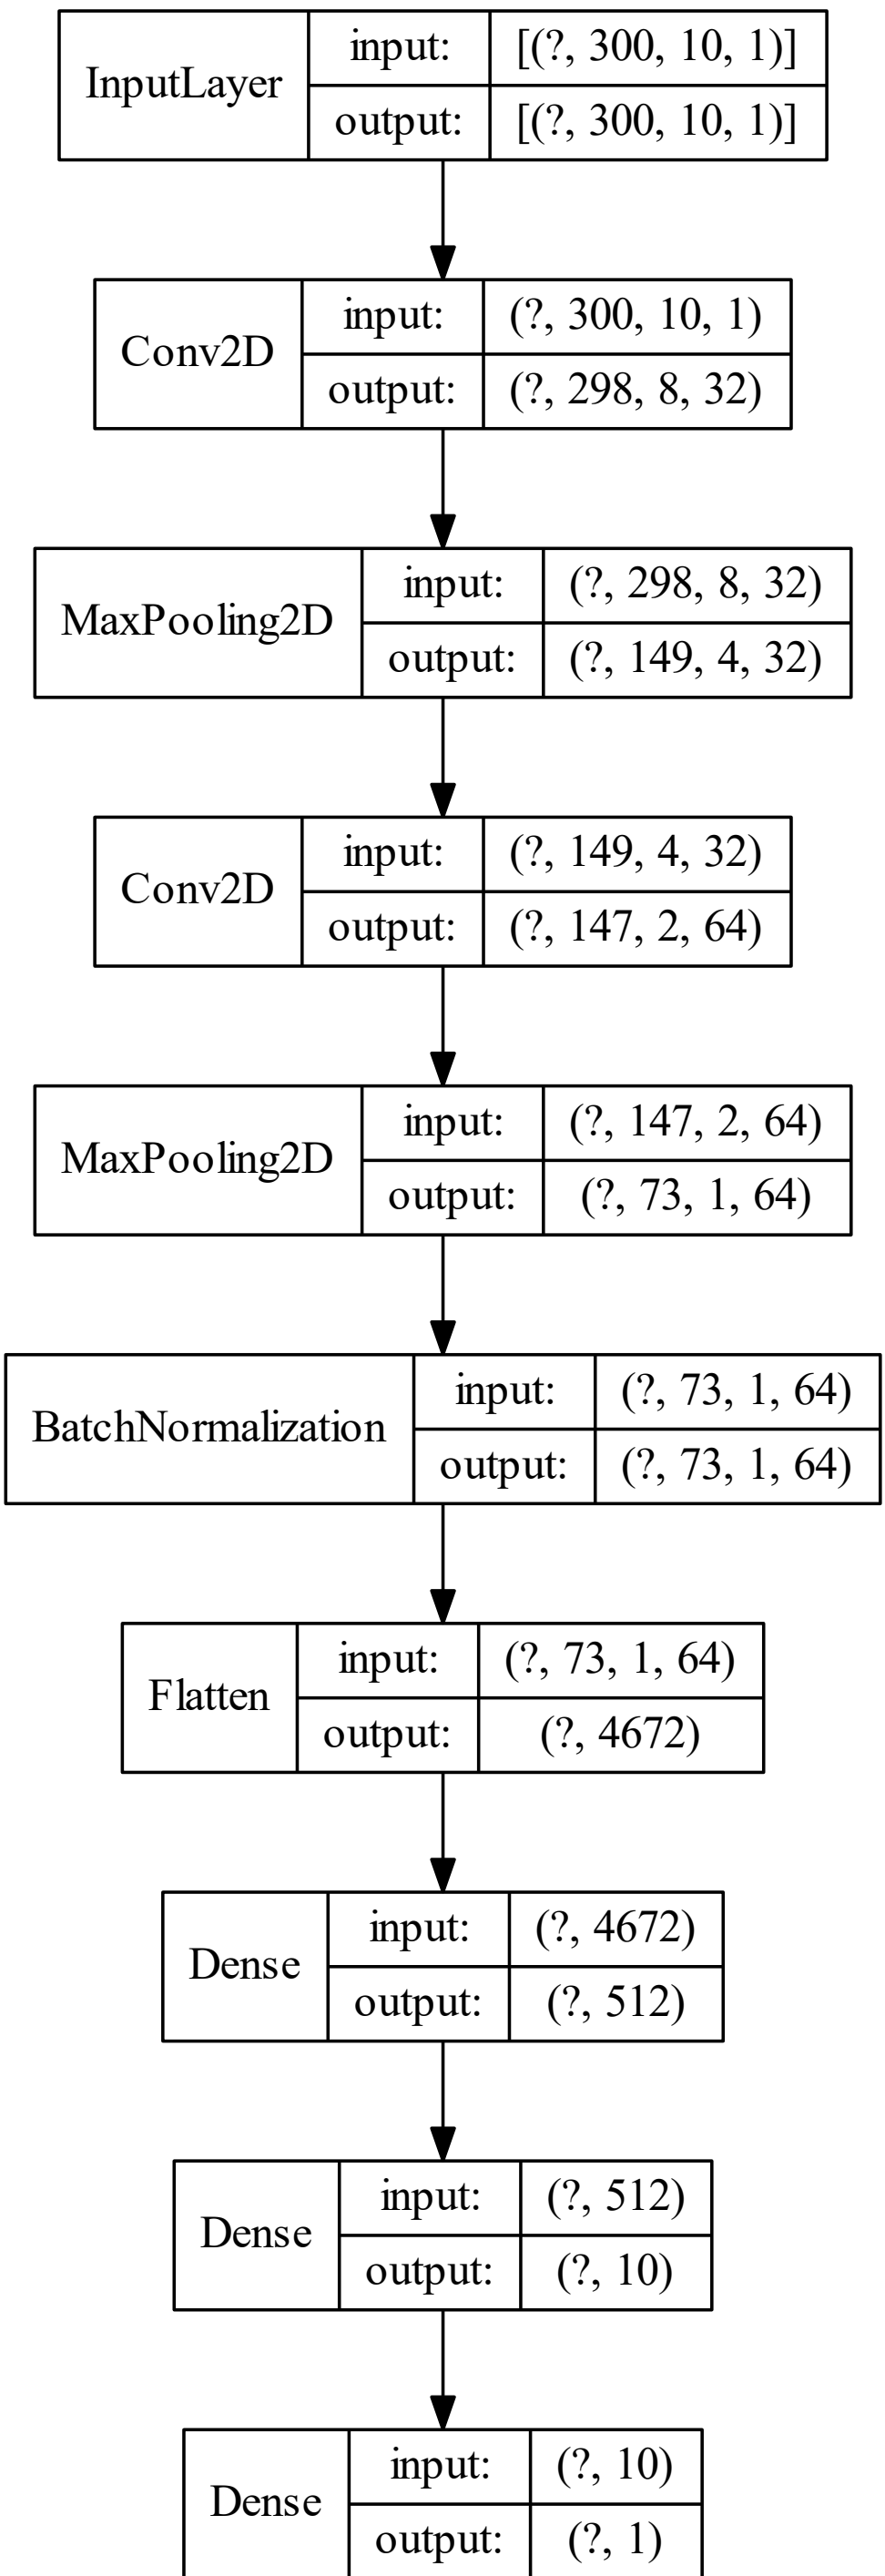 InputLayer
input: [(?, 300, 10, 1)]
output: [(?, 300, 10, 1)]
Conv2D
input: (?, 300, 10, 1)
output: (?, 298, 8, 32)
MaxPooling2D
input: (?, 298, 8, 32)
output: (?, 149, 4, 32)
Conv2D
input: (?, 149, 4, 32)
output: (?, 147, 2, 64)
MaxPooling2D
input: (?, 147, 2, 64)
output: (?, 73, 1, 64)
BatchNormalization
input: (?, 73, 1, 64)
output: (?, 73, 1, 64)
Flatten
input: (?, 73, 1, 64)
output: (?, 4672)
Dense
input: (?, 4672)
output: (?, 512)
Dense
input: (?, 512)
output: (?, 10)
Dense
input: (?, 10)
output: (?, 1)